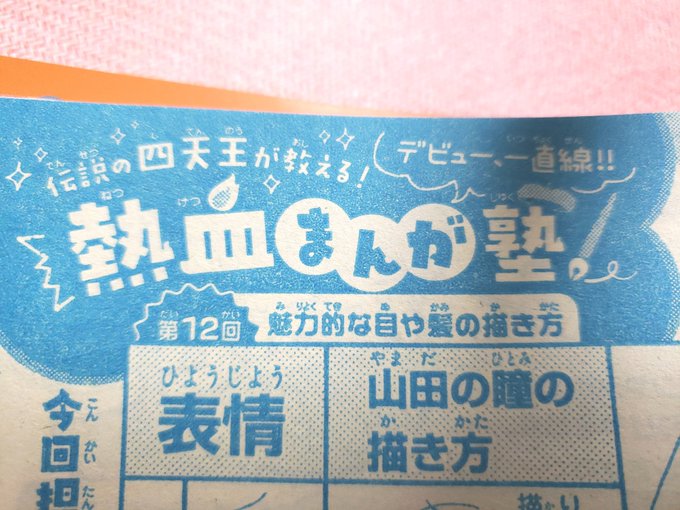 伝説の四天王が教える!
デビュー、一直線!!
熱血まんが塾!
第12回
魅力的な目や髪の描き方
表情
山田の瞳の
描き方
今回担